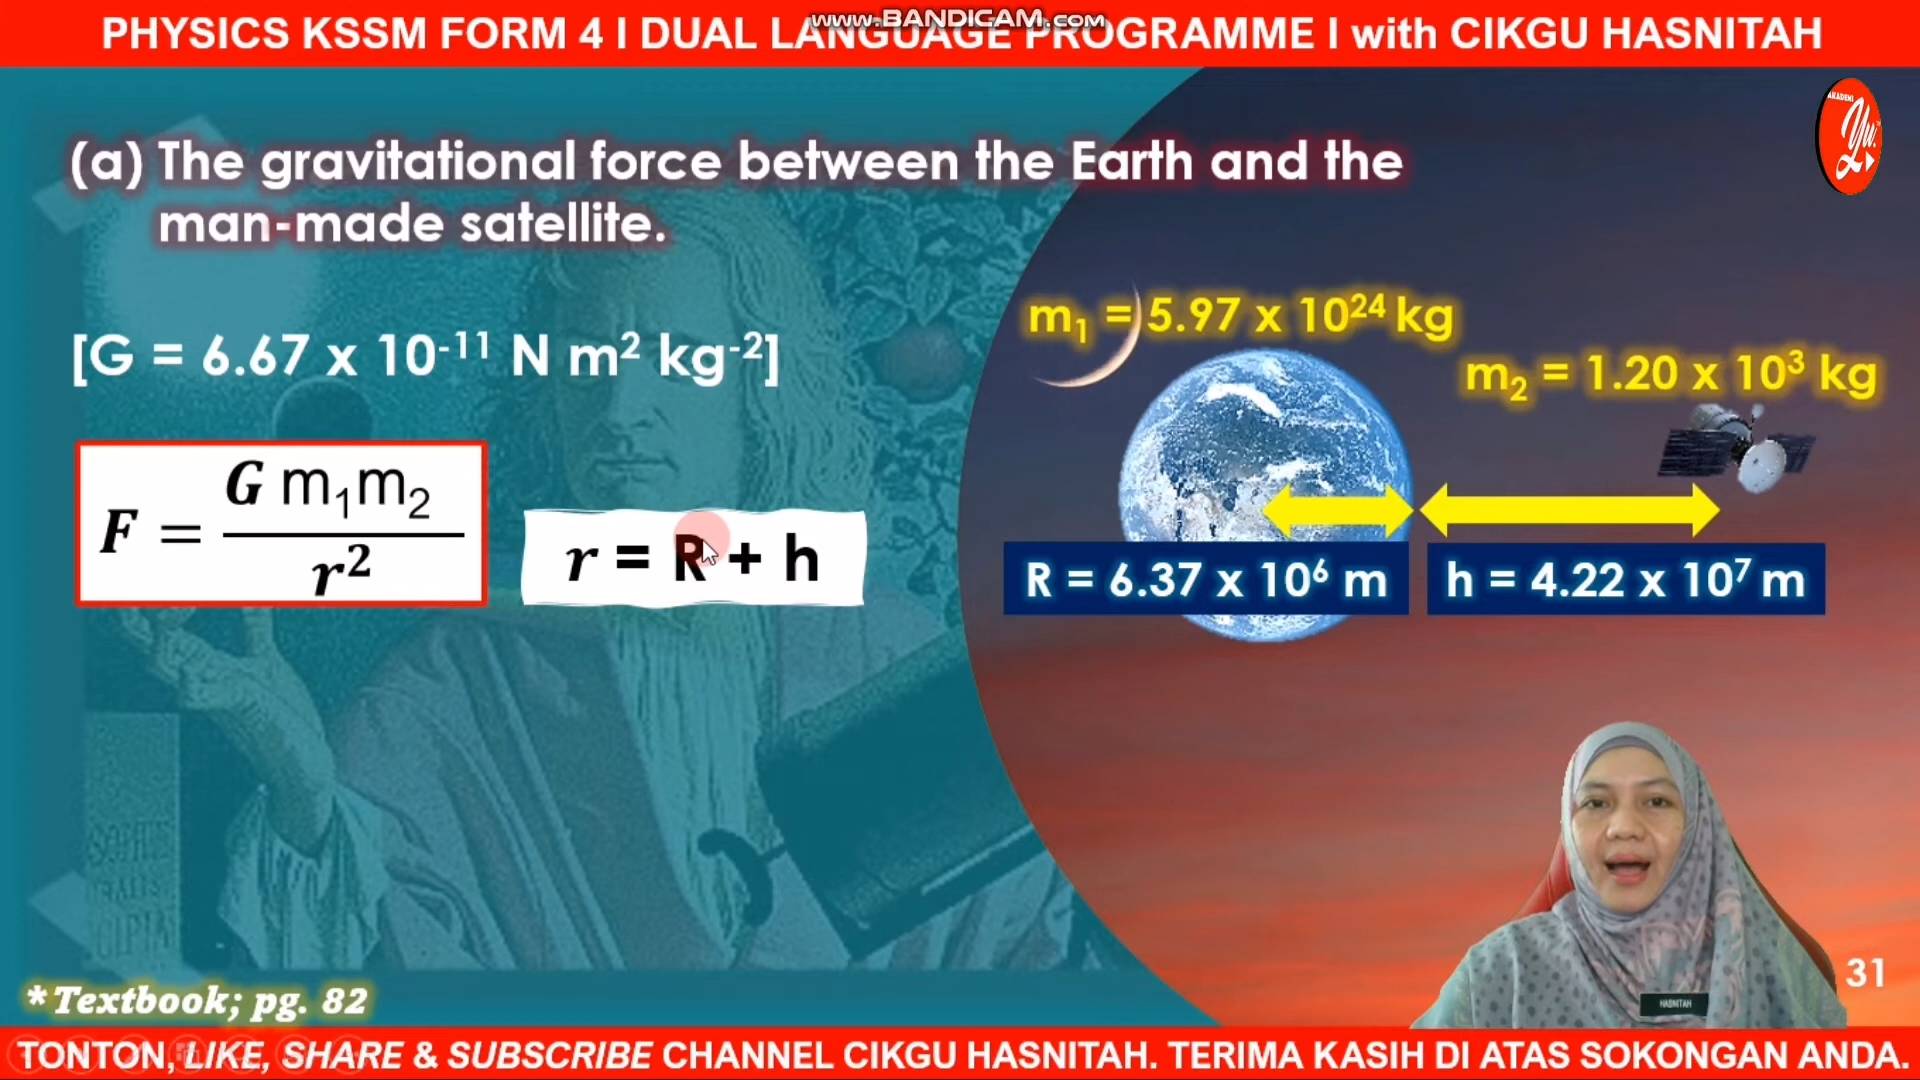 www.BANDICAM.com
PHYSICS KSSM FORM 4 I DUAL LANGUAGE PROGRAMME I with CIKGU HASNITAH
AKADEMI
(a) The gravitational force between the Earth and the
man-made satellite.
[G = 6.67 x 10⁻¹¹ N m² kg⁻²]
m₁ = 5.97 x 10²⁴ kg
m₂ = 1.20 x 10³ kg
F = G m₁m₂ / r²
r = R + h
R = 6.37 x 10⁶ m
h = 4.22 x 10⁷ m
HASNITAH
31
*Textbook; pg. 82
TONTON, LIKE, SHARE & SUBSCRIBE CHANNEL CIKGU HASNITAH. TERIMA KASIH DI ATAS SOKONGAN ANDA.